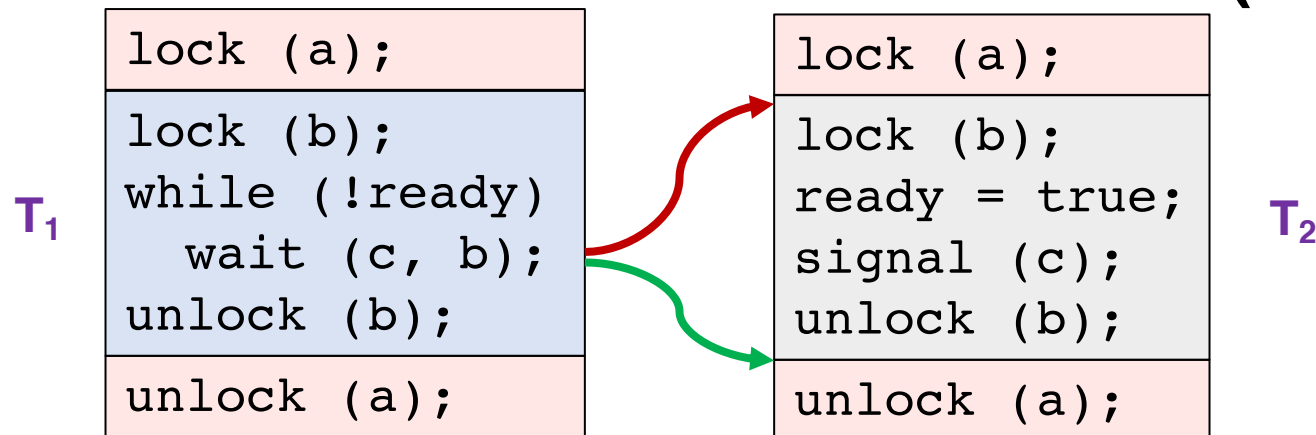 T₁
lock (a);
lock (b);
while (!ready)
wait (c, b);
unlock (b);
unlock (a);
lock (a);
lock (b);
ready = true;
signal (c);
unlock (b);
unlock (a);
T₂